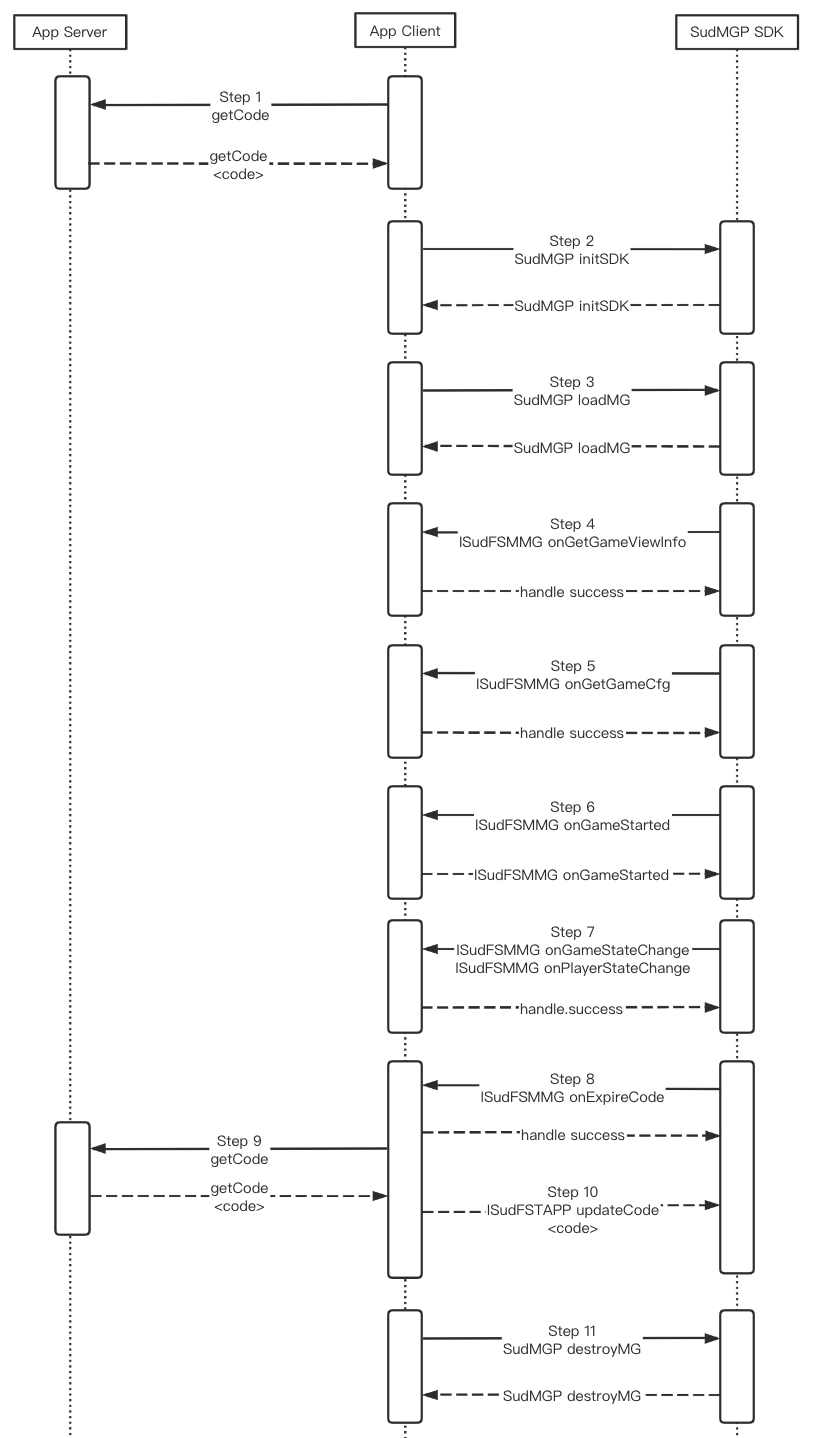 App Server
App Client
SudMGP SDK
Step 1
getCode
getCode
<code>
Step 2
SudMGP initSDK
SudMGP initSDK
Step 3
SudMGP loadMG
SudMGP loadMG
Step 4
ISudFSMMG onGetGameViewInfo
handle success
Step 5
ISudFSMMG onGetGameCfg
handle success
Step 6
ISudFSMMG onGameStarted
ISudFSMMG onGameStarted
Step 7
ISudFSMMG onGameStateChange
ISudFSMMG onPlayerStateChange
handle.success
Step 8
ISudFSMMG onExpireCode
handle success
Step 9
getCode
getCode
<code>
Step 10
ISudFSTAPP updateCode
<code>
Step 11
SudMGP destroyMG
SudMGP destroyMG